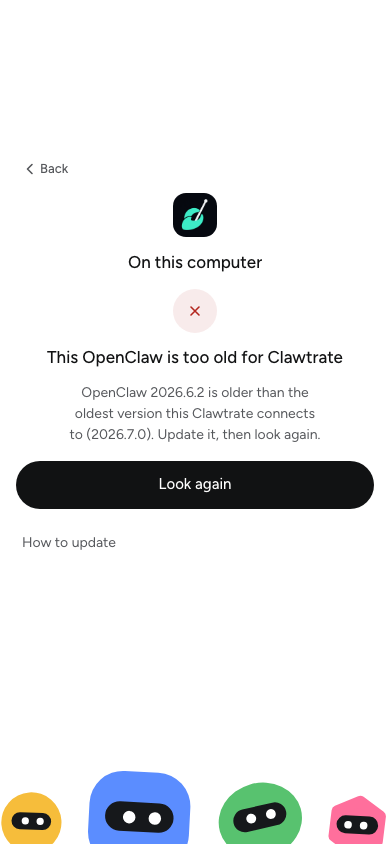 Back
On this computer
This OpenClaw is too old for Clawtrate
OpenClaw 2026.6.2 is older than the
oldest version this Clawtrate connects
to (2026.7.0). Update it, then look again.
Look again
How to update